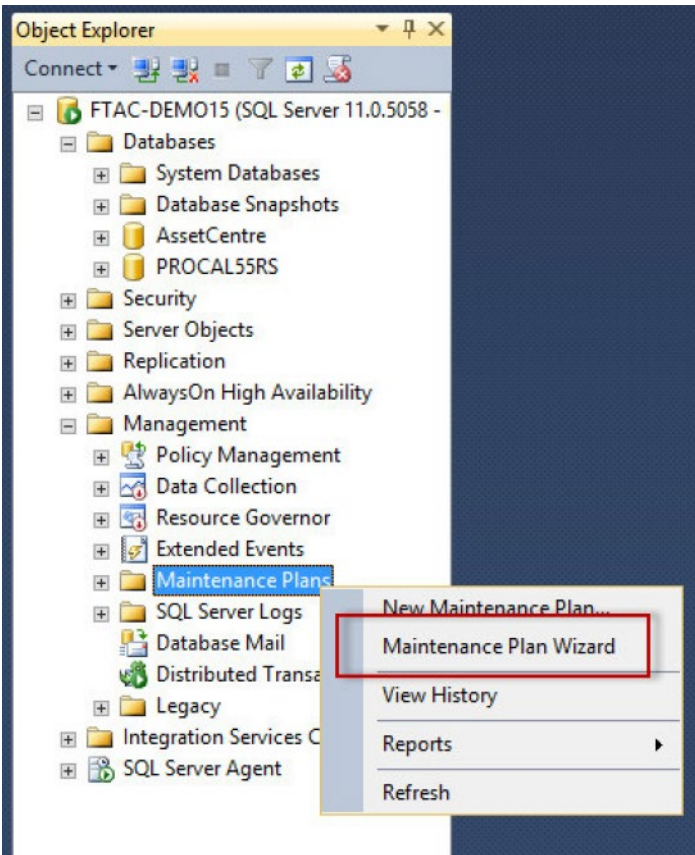 Object Explorer
Connect
FTAC-DEMO15 (SQL Server 11.0.5058 -
Databases
System Databases
Database Snapshots
AssetCentre
PROCAL55RS
Security
Server Objects
Replication
AlwaysOn High Availability
Management
Policy Management
Data Collection
Resource Governor
Extended Events
Maintenance Plans
SQL Server Logs
New Maintenance Plan...
Database Mail
Maintenance Plan Wizard
Distributed Transa
View History
Legacy
Integration Services C
Reports
SQL Server Agent
Refresh